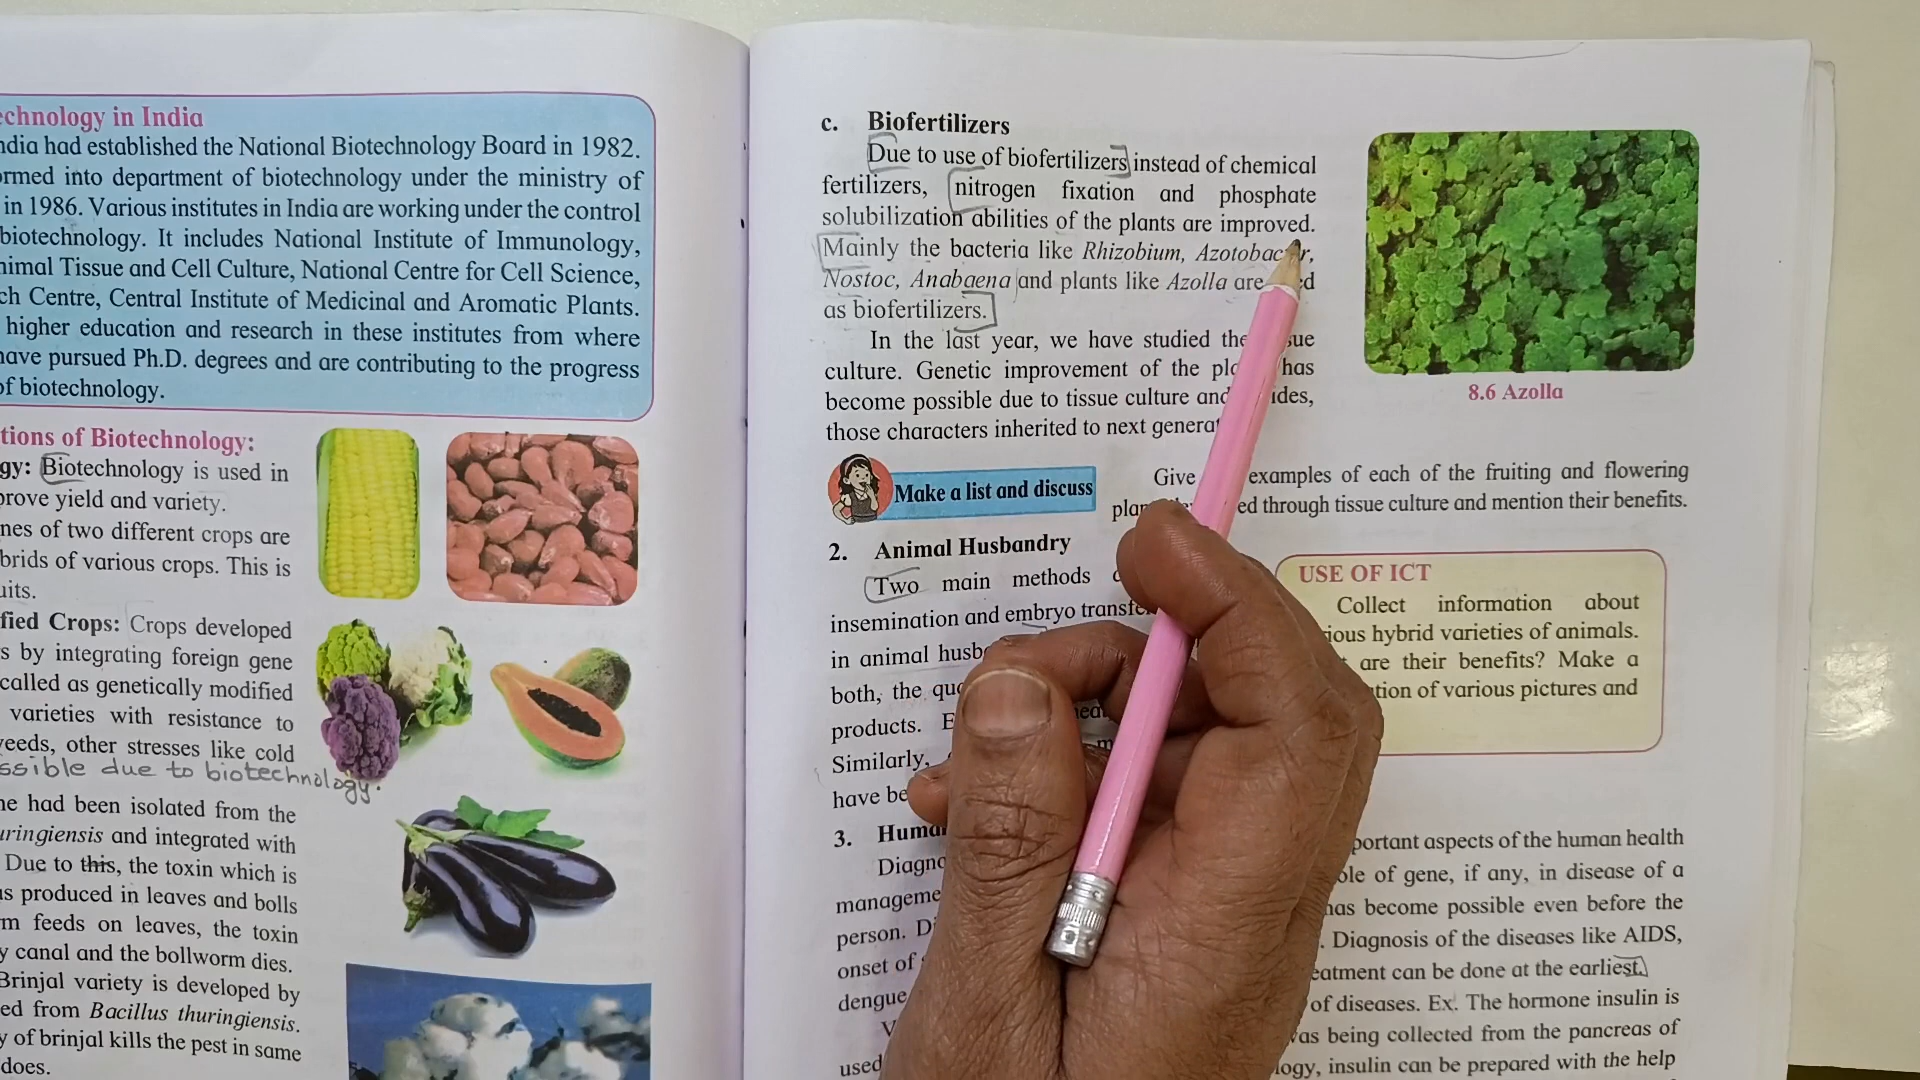 echnology in India
ndia had established the National Biotechnology Board in 1982.
ormed into department of biotechnology under the ministry of
in 1986. Various institutes in India are working under the control
biotechnology. It includes National Institute of Immunology,
nimal Tissue and Cell Culture, National Centre for Cell Science,
ch Centre, Central Institute of Medicinal and Aromatic Plants.
higher education and research in these institutes from where
have pursued Ph.D. degrees and are contributing to the progress
of biotechnology.
tions of Biotechnology:
gy: Biotechnology is used in
prove yield and variety.
nes of two different crops are
brids of various crops. This is
uits.
fied Crops: Crops developed
s by integrating foreign gene
called as genetically modified
varieties with resistance to
weeds, other stresses like cold
ssible due to biotechnology.
ne had been isolated from the
uringiensis and integrated with
Due to this, the toxin which is
as produced in leaves and bolls
rm feeds on leaves, the toxin
y canal and the bollworm dies.
Brinjal variety is developed by
ed from Bacillus thuringiensis.
y of brinjal kills the pest in same
does.
c. Biofertilizers
Due to use of biofertilizers instead of chemical
fertilizers, nitrogen fixation and phosphate
solubilization abilities of the plants are improved.
Mainly the bacteria like Rhizobium, Azotobac r,
Nostoc, Anabaena and plants like Azolla are d
as biofertilizers.
In the last year, we have studied the sue
culture. Genetic improvement of the pla has
become possible due to tissue culture and ides,
those characters inherited to next genera
8.6 Azolla
Make a list and discuss
Give examples of each of the fruiting and flowering
plan ed through tissue culture and mention their benefits.
2. Animal Husbandry
Two main methods
insemination and embryo transfe
in animal husb
both, the qu
products. E
Similarly,
have be
USE OF ICT
Collect information about
ious hybrid varieties of animals.
are their benefits? Make a
tion of various pictures and
3. Huma
Diagno portant aspects of the human health
manageme ole of gene, if any, in disease of a
person. Di has become possible even before the
onset of . Diagnosis of the diseases like AIDS,
dengue eatment can be done at the earliest.
V of diseases. Ex. The hormone insulin is
used was being collected from the pancreas of
logy, insulin can be prepared with the help